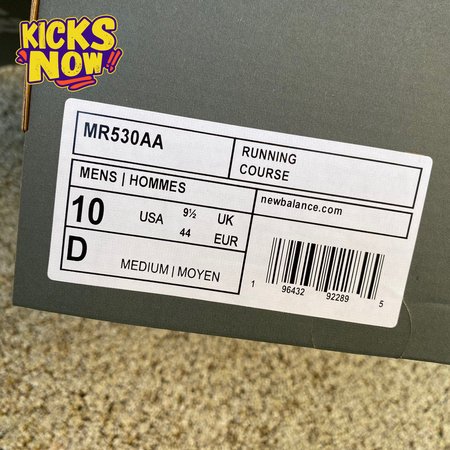 KICKS
NOW!
MR530AA
RUNNING
COURSE
MENS | HOMMES
newbalance.com
10 USA 9½ UK
44 EUR
D MEDIUM | MOYEN
1 96432 92289 5